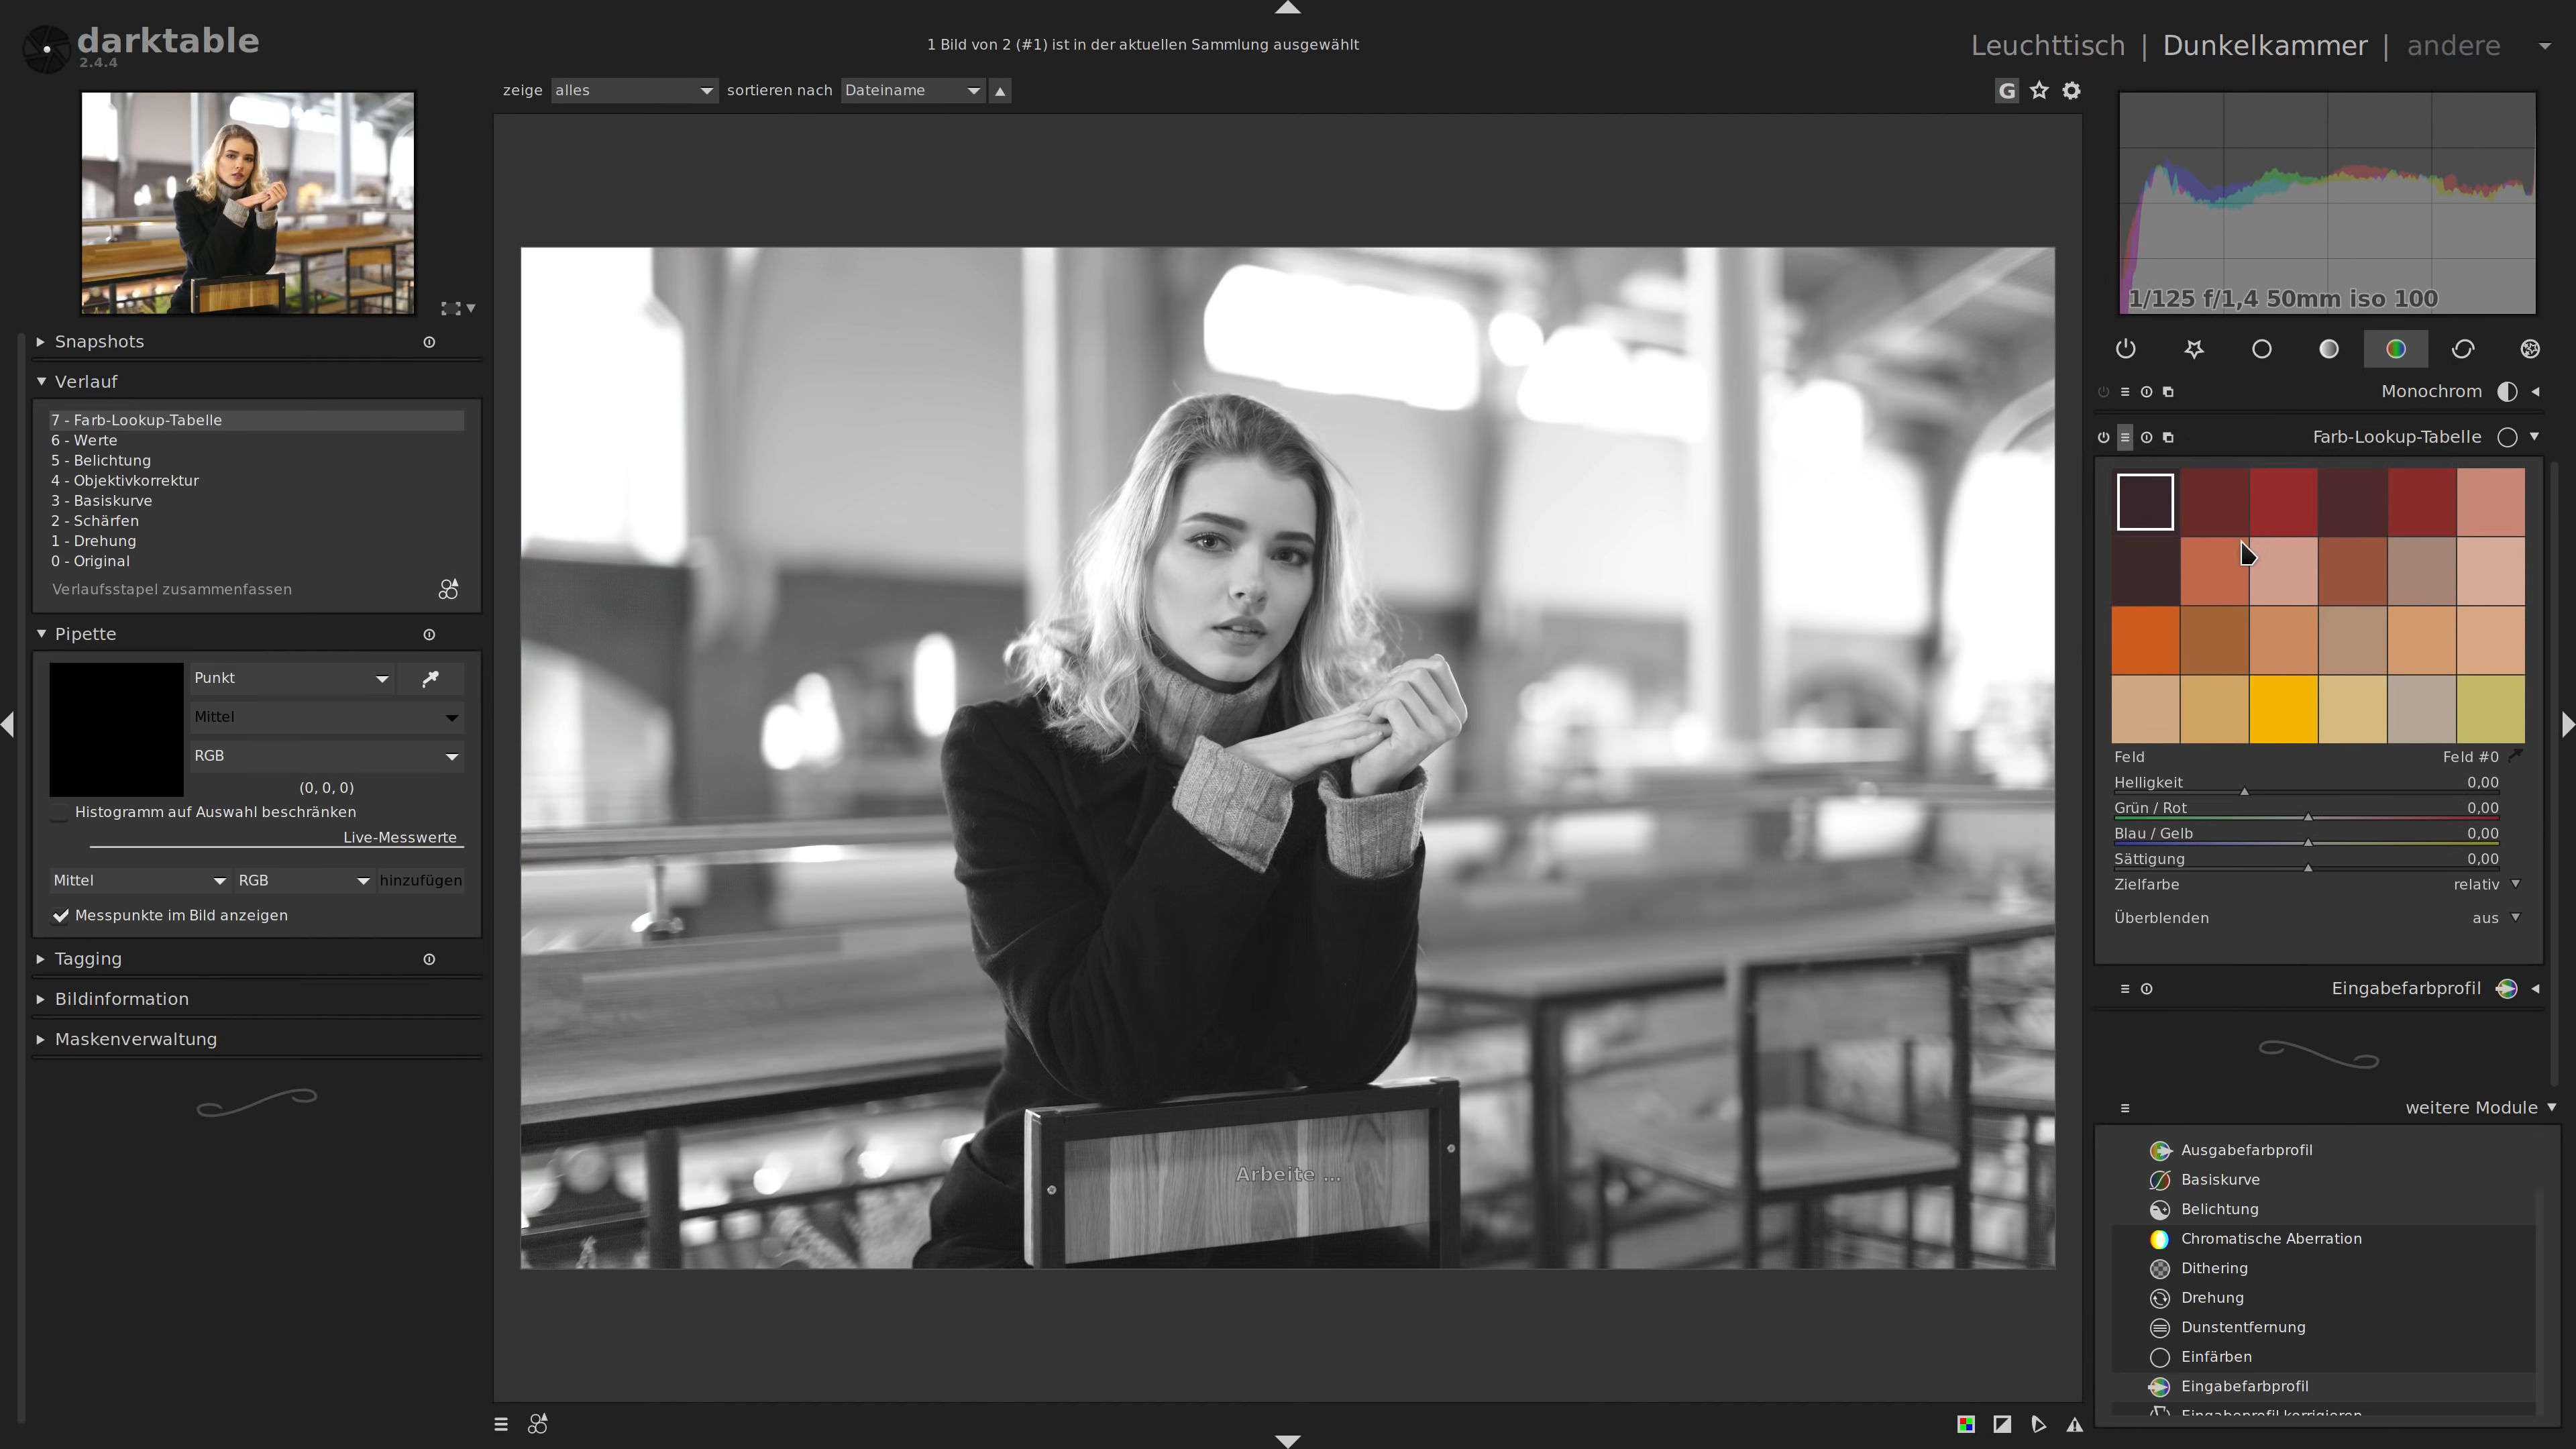 darktable
2.4.4
1 Bild von 2 (#1) ist in der aktuellen Sammlung ausgewählt
Leuchttisch | Dunkelkammer | andere
zeige alles sortieren nach Dateiname
G
1/125 f/1,4 50mm iso 100
Snapshots
Verlauf
7 - Farb-Lookup-Tabelle
6 - Werte
5 - Belichtung
4 - Objektivkorrektur
3 - Basiskurve
2 - Schärfen
1 - Drehung
0 - Original
Verlaufsstapel zusammenfassen
Pipette
Punkt
Mittel
RGB
(0, 0, 0)
Histogramm auf Auswahl beschränken
Live-Messwerte
Mittel RGB hinzufügen
Messpunkte im Bild anzeigen
Tagging
Bildinformation
Maskenverwaltung
Arbeite ...
Monochrom
Farb-Lookup-Tabelle
Feld Feld #0
Helligkeit 0,00
Grün / Rot 0,00
Blau / Gelb 0,00
Sättigung 0,00
Zielfarbe relativ
Überblenden aus
Eingabefarbprofil
weitere Module
Ausgabefarbprofil
Basiskurve
Belichtung
Chromatische Aberration
Dithering
Drehung
Dunstentfernung
Einfärben
Eingabefarbprofil
Eingabeprofil korrigieren